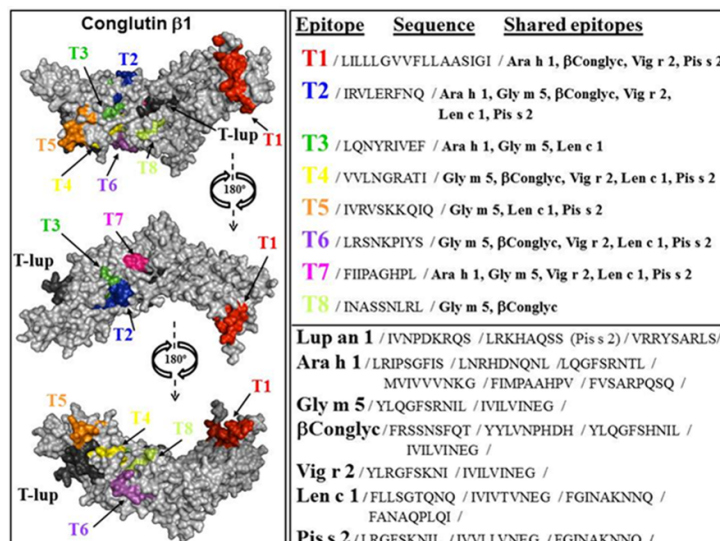 Conglutin β1
T3
T2
T5
T-lup
T1
T4
T6
T8
180º
T7
T3
T1
T-lup
T2
180º
T5
T4
T8
T1
T-lup
T6
Epitope Sequence Shared epitopes
T1 / LILLLGVVFLLAASIGI / Ara h 1, βConglyc, Vig r 2, Pis s 2
T2 / IRVLERFNQ / Ara h 1, Gly m 5, βConglyc, Vig r 2,
Len c 1, Pis s 2
T3 / LQNYRIVEF / Ara h 1, Gly m 5, Len c 1
T4 / VVLNGRATI / Gly m 5, βConglyc, Vig r 2, Len c 1, Pis s 2
T5 / IVRVSKKQIQ / Gly m 5, Len c 1, Pis s 2
T6 / LRSNKPIYS / Gly m 5, βConglyc, Vig r 2, Len c 1, Pis s 2
T7 / FIIPAGHPL / Ara h 1, Gly m 5, Vig r 2, Len c 1, Pis s 2
T8 / INASSNLRL / Gly m 5, βConglyc
Lup an 1 / IVNPDKRQS / LRKHAQSS (Pis s 2) / VRRYSARLS/
Ara h 1 / LRIPSGFIS / LNRHDNQNL /LQGFSRNTL /
MVIVVVNKG / FIMPAAHPV / FVSARPQSQ /
Gly m 5 / YLQGFSRNIL / IVILVINEG /
βConglyc / FRSSNSFQT / YYLVNPHDH / YLQGFSHNIL /
IVILVINEG /
Vig r 2 / YLRGFSKNI / IVILVINEG /
Len c 1 / FLLSGTQNQ / IVIVTVNEG / FGINAKNNQ /
FANAQPLQI /
Pis s 2 / LRGFSKNIL / IVVLLVNEG / FGINAKNNQ /